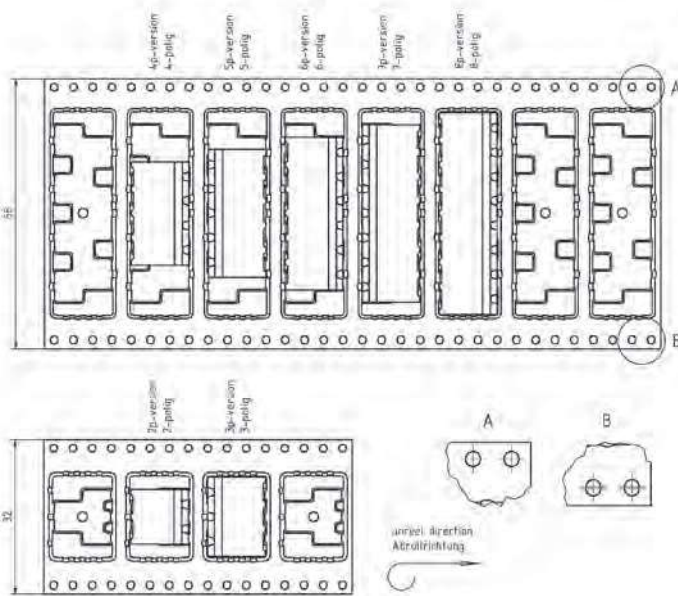 4p-version
4-polig
5p-version
5-polig
6p-version
6-polig
7p-version
7-polig
8p-version
8-polig
A
B
2p-version
2-polig
3p-version
3-polig
32
A
B
unreel direction
Abrollrichtung